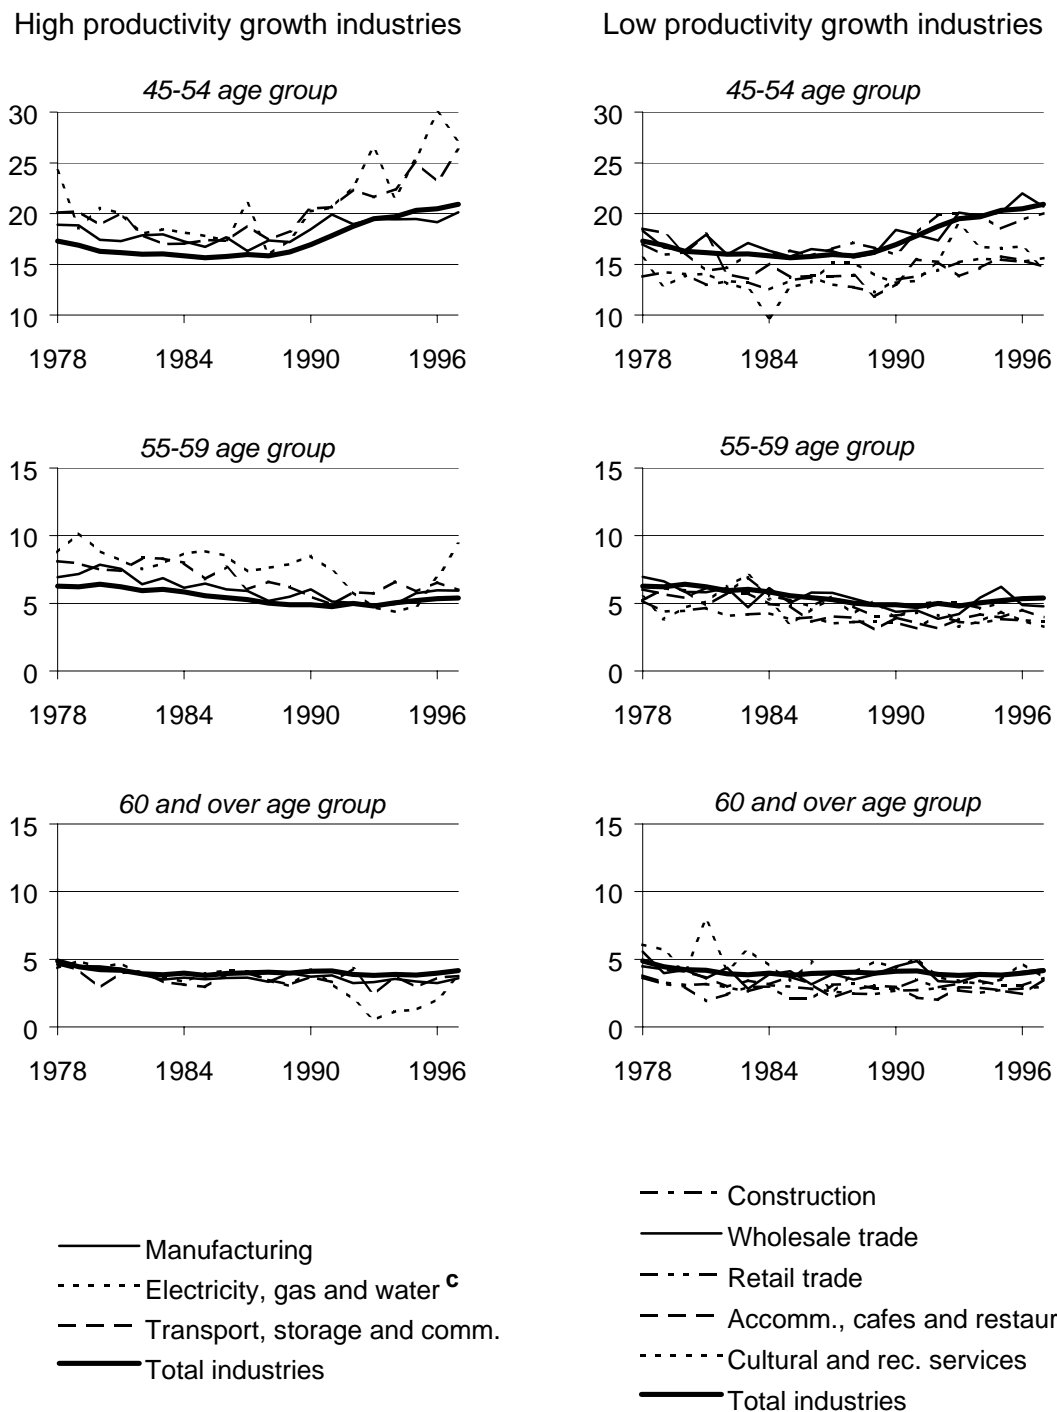 High productivity growth industries
Low productivity growth industries
45-54 age group
30
25
20
15
10
1978 1984 1990 1996
45-54 age group
30
25
20
15
10
1978 1984 1990 1996
55-59 age group
15
10
5
0
1978 1984 1990 1996
55-59 age group
15
10
5
0
1978 1984 1990 1996
60 and over age group
15
10
5
0
1978 1984 1990 1996
60 and over age group
15
10
5
0
1978 1984 1990 1996
Manufacturing
Electricity, gas and water c
Transport, storage and comm.
Total industries
Construction
Wholesale trade
Retail trade
Accomm., cafes and restaur
Cultural and rec. services
Total industries